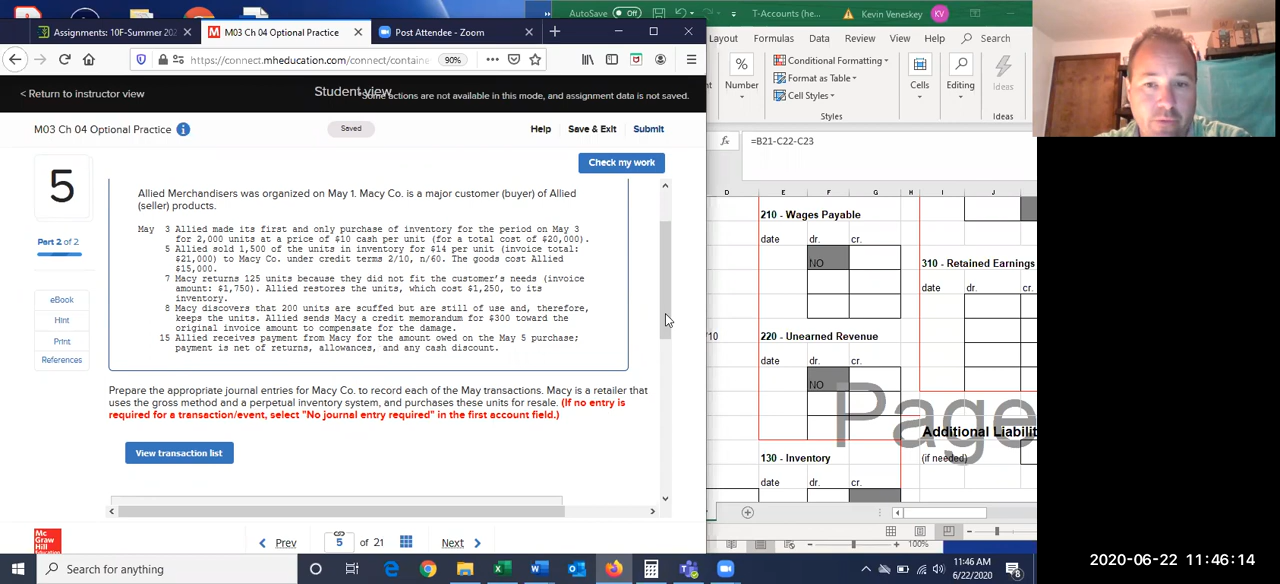 Assignments: 10F-Summer 202
M03 Ch 04 Optional Practice
Post Attendee - Zoom
https://connect.mheducation.com/connect/containe
90%
< Return to instructor view
Student view
Some actions are not available in this mode, and assignment data is not saved.
M03 Ch 04 Optional Practice
Saved
Help
Save & Exit
Submit
Check my work
5
Part 2 of 2
eBook
Hint
Print
References
Allied Merchandisers was organized on May 1. Macy Co. is a major customer (buyer) of Allied
(seller) products.
May 3 Allied made its first and only purchase of inventory for the period on May 3
for 2,000 units at a price of $10 cash per unit (for a total cost of $20,000).
5 Allied sold 1,500 of the units in inventory for $14 per unit (invoice total:
$21,000) to Macy Co. under credit terms 2/10, n/60. The goods cost Allied
$15,000.
7 Macy returns 125 units because they did not fit the customer's needs (invoice
amount: $1,750). Allied restores the units, which cost $1,250, to its
inventory.
8 Macy discovers that 200 units are scuffed but are still of use and, therefore,
keeps the units. Allied sends Macy a credit memorandum for $300 toward the
original invoice amount to compensate for the damage.
15 Allied receives payment from Macy for the amount owed on the May 5 purchase;
payment is net of returns, allowances, and any cash discount.
Prepare the appropriate journal entries for Macy Co. to record each of the May transactions. Macy is a retailer that
uses the gross method and a perpetual inventory system, and purchases these units for resale. (If no entry is
required for a transaction/event, select "No journal entry required" in the first account field.)
View transaction list
Mc
Graw
Hill
Prev
5 of 21
Next
AutoSave Off
T-Accounts (he...
Kevin Veneskey
KV
Layout
Formulas
Data
Review
View
Help
Search
Number
Conditional Formatting
Format as Table
Cell Styles
Styles
Cells
Editing
Ideas
Ideas
fx
=B21-C22-C23
D E F G H I J
210 - Wages Payable
date dr. cr.
NO
310 - Retained Earnings
date dr.
/10
220 - Unearned Revenue
date dr. cr.
NO
Page
Additional Liabilit
(if needed)
130 - Inventory
date dr. cr.
100%
Search for anything
11:46 AM
6/22/2020
8
2020-06-22 11:46:14